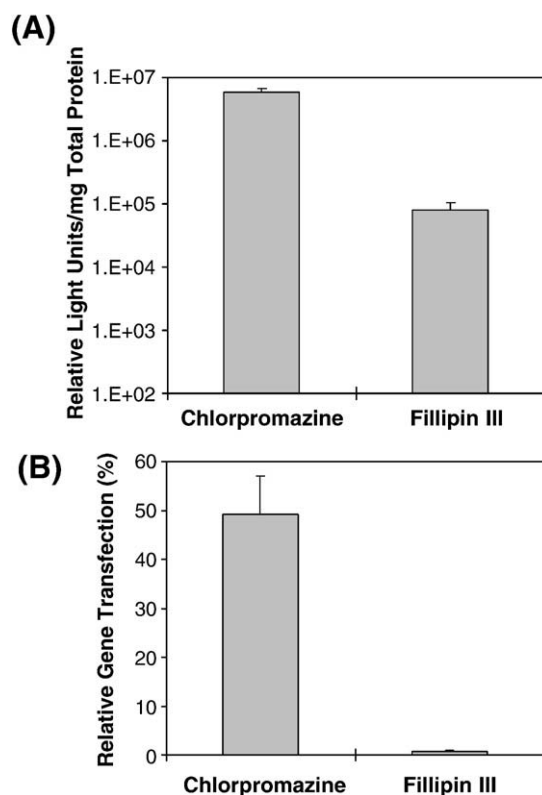 (A)
Relative Light Units/mg Total Protein
1.E+07
1.E+06
1.E+05
1.E+04
1.E+03
1.E+02
Chlorpromazine Fillipin III
(B)
Relative Gene Transfection (%)
60
50
40
30
20
10
0
Chlorpromazine Fillipin III